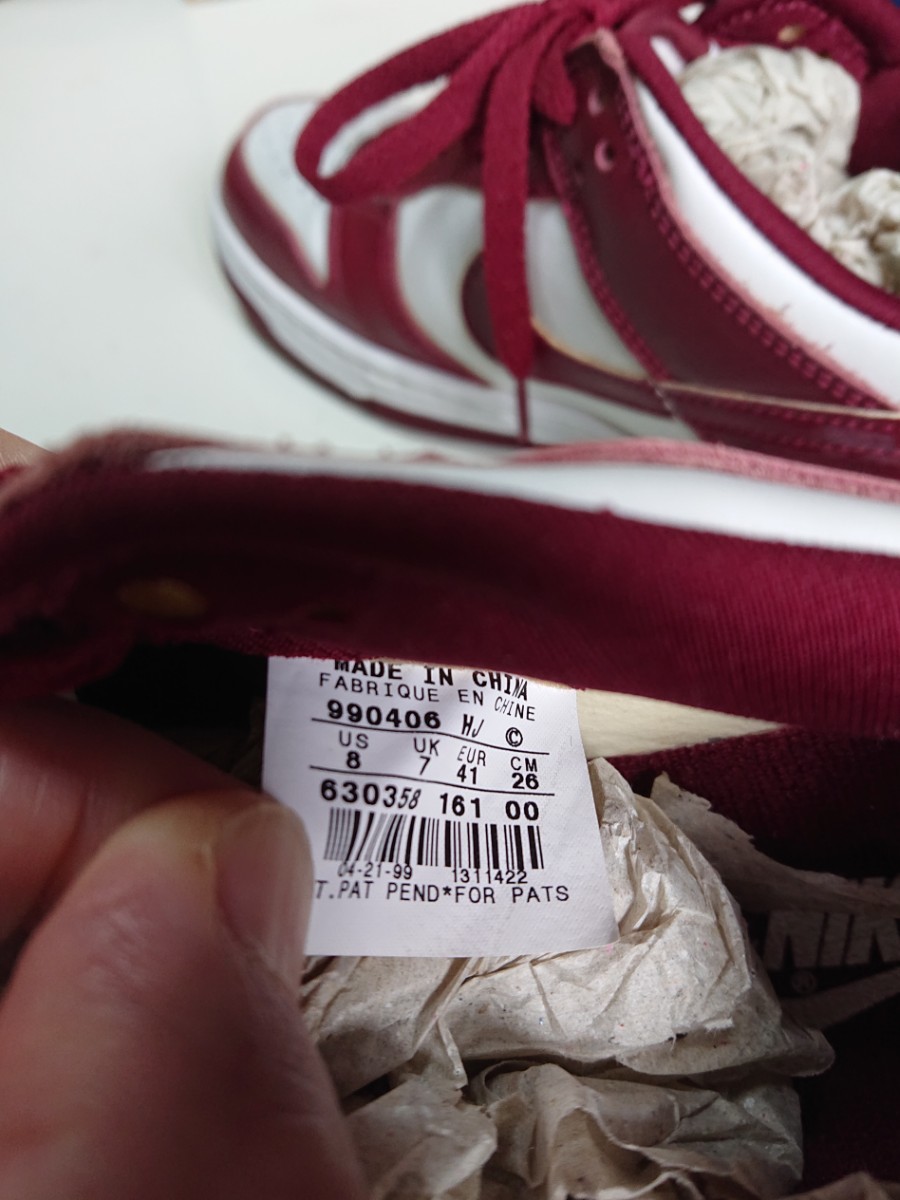 MADE IN CHINA
FABRIQUE EN CHINE
990406 HJ ©
US UK EUR CM
8 7 41 26
630358 161 00
04-21-99 1311422
T.PAT PEND*FOR PATS
NIK
®